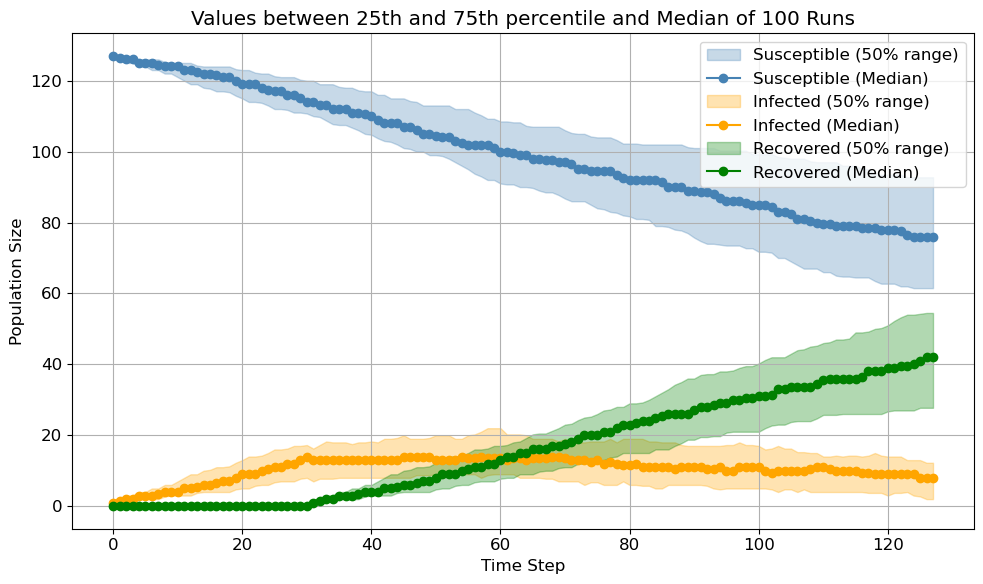 Values between 25th and 75th percentile and Median of 100 Runs
Susceptible (50% range)
Susceptible (Median)
Infected (50% range)
Infected (Median)
Recovered (50% range)
Recovered (Median)
Population Size
120
100
80
60
40
20
0
0 20 40 60 80 100 120
Time Step